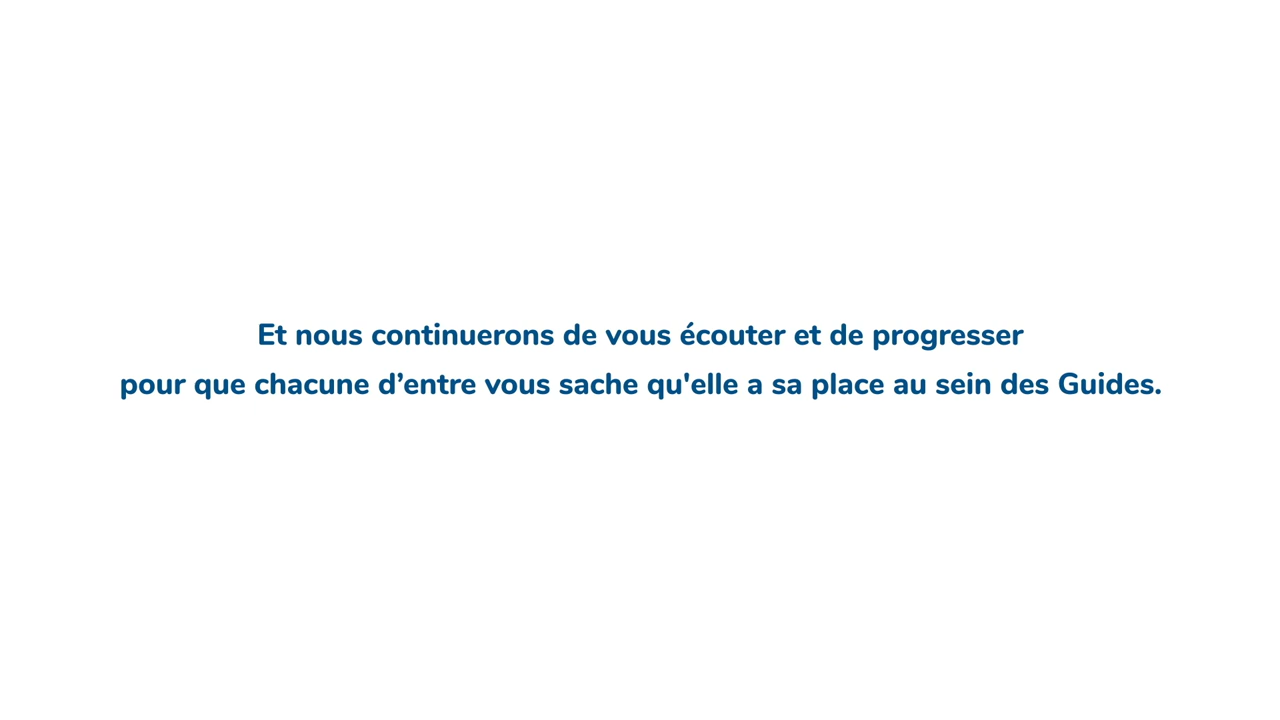 Et nous continuerons de vous écouter et de progresser
pour que chacune d’entre vous sache qu'elle a sa place au sein des Guides.